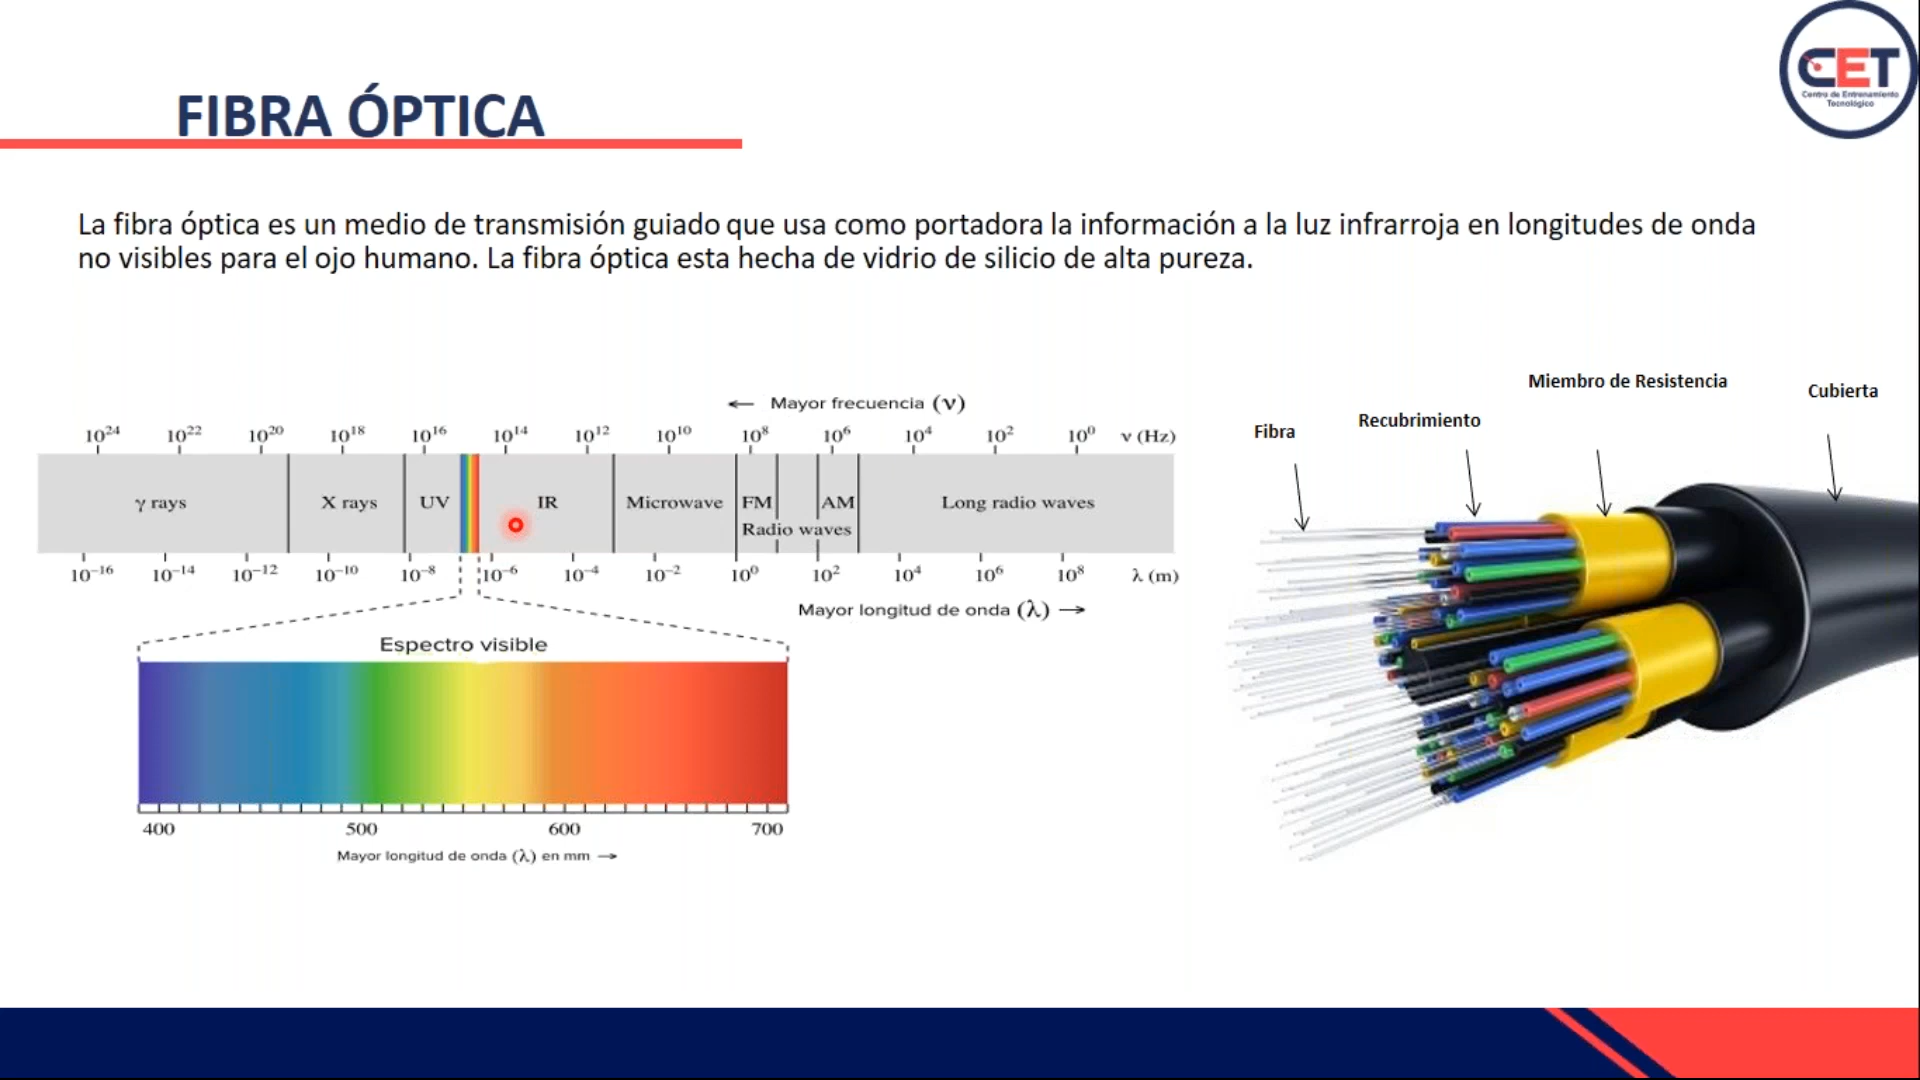 CET
Centro de Entrenamiento
Tecnológico
FIBRA ÓPTICA
La fibra óptica es un medio de transmisión guiado que usa como portadora la información a la luz infrarroja en longitudes de onda
no visibles para el ojo humano. La fibra óptica esta hecha de vidrio de silicio de alta pureza.
← Mayor frecuencia (ν)
10²⁴ 10²² 10²⁰ 10¹⁸ 10¹⁶ 10¹⁴ 10¹² 10¹⁰ 10⁸ 10⁶ 10⁴ 10² 10⁰ ν (Hz)
γ rays X rays UV IR Microwave FM AM Long radio waves
Radio waves
10⁻¹⁶ 10⁻¹⁴ 10⁻¹² 10⁻¹⁰ 10⁻⁸ 10⁻⁶ 10⁻⁴ 10⁻² 10⁰ 10² 10⁴ 10⁶ 10⁸ λ (m)
Mayor longitud de onda (λ) →
Espectro visible
400 500 600 700
Mayor longitud de onda (λ) en mm →
Fibra
Recubrimiento
Miembro de Resistencia
Cubierta